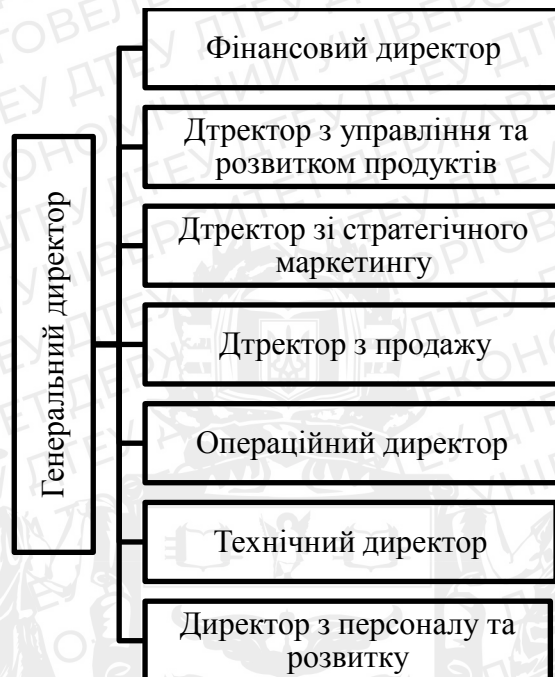 Генеральний директор
Фінансовий директор
Дтректор з управління та
розвитком продуктів
Дтректор зі стратегічного
маркетингу
Дтректор з продажу
Операційний директор
Технічний директор
Директор з персоналу та
розвитку